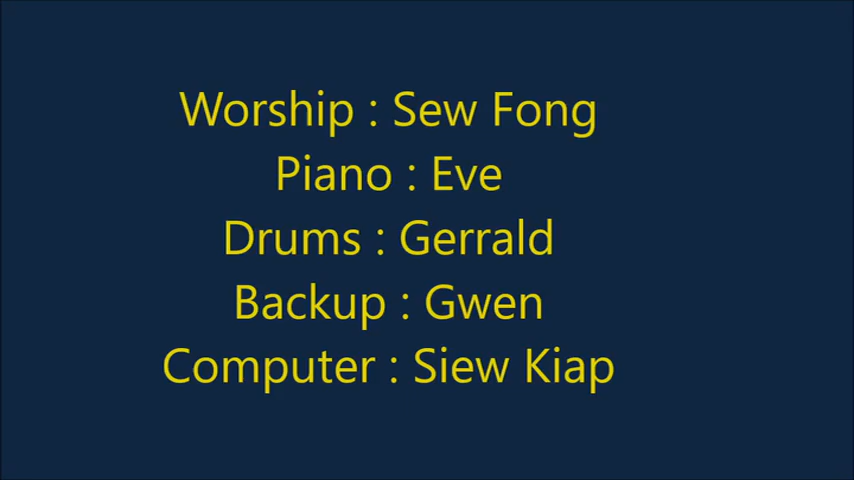 Worship : Sew Fong
Piano : Eve
Drums : Gerrald
Backup : Gwen
Computer : Siew Kiap